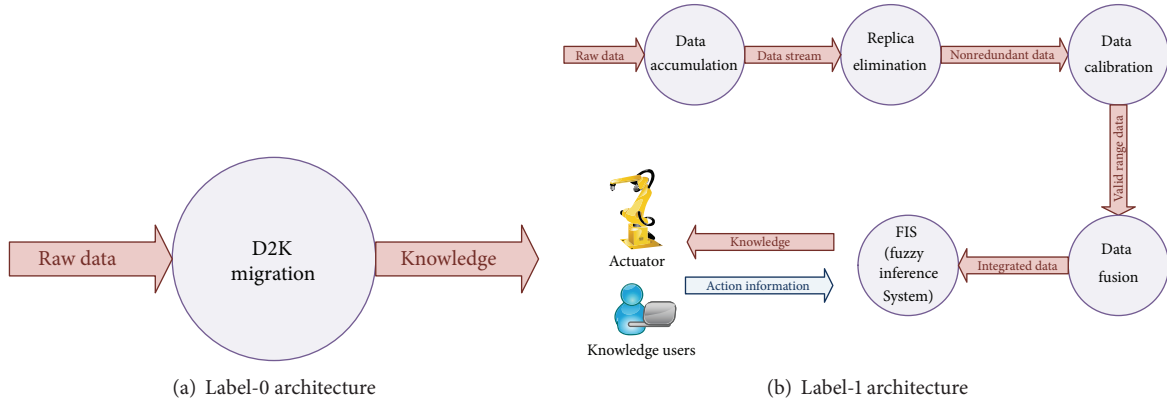 Raw data
D2K
migration
Knowledge
(a) Label-0 architecture
Raw data
Data
accumulation
Data stream
Replica
elimination
Nonredundant data
Data
calibration
Valid range data
Data
fusion
Integrated data
FIS
(fuzzy
inference
System)
Knowledge
Action information
Actuator
Knowledge users
(b) Label-1 architecture